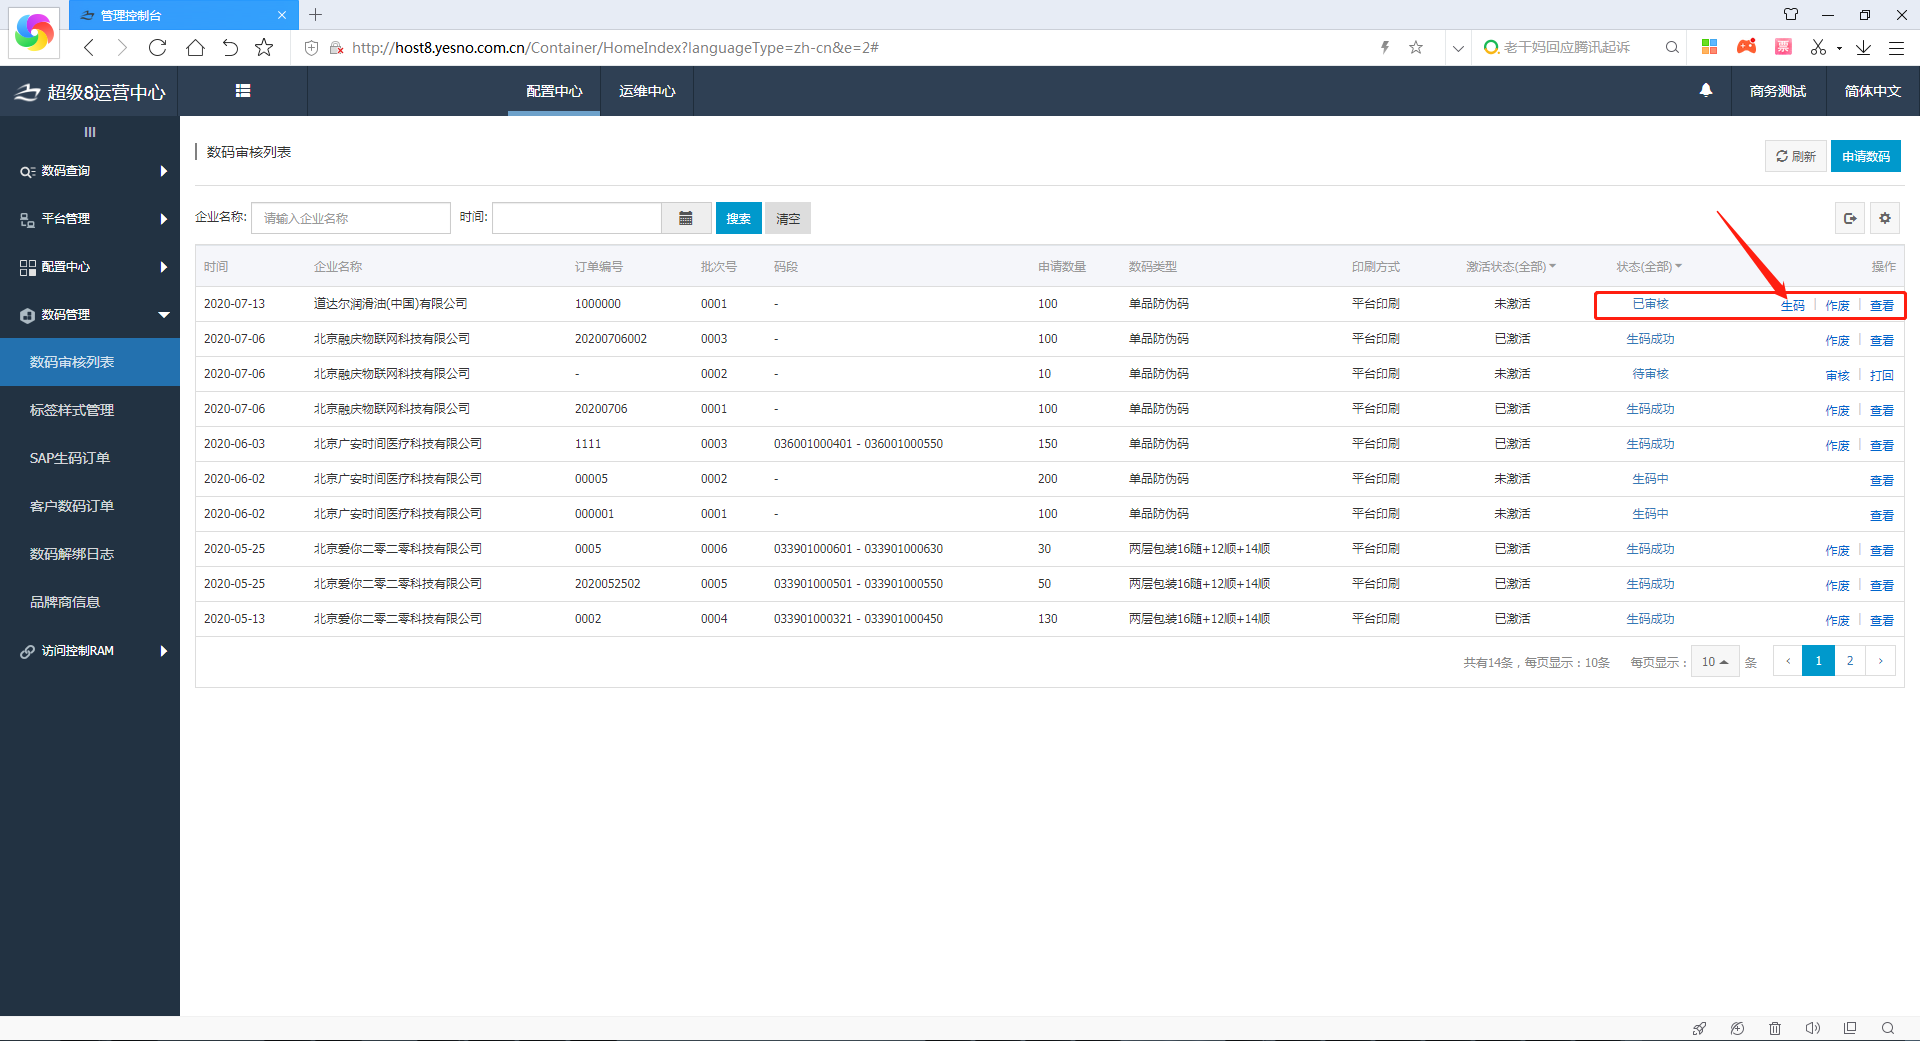 管理控制台
http://host8.yesno.com.cn/Container/HomeIndex?languageType=zh-cn&e=2#
老干妈回应腾讯起诉
票
超级8运营中心
配置中心
运维中心
商务测试
简体中文
数码查询
平台管理
配置中心
数码管理
数码审核列表
标签样式管理
SAP生码订单
客户数码订单
数码解绑日志
品牌商信息
访问控制RAM
数码审核列表
刷新
申请数码
企业名称: 请输入企业名称 时间: 搜索 清空
时间 企业名称 订单编号 批次号 码段 申请数量 数码类型 印刷方式 激活状态(全部) 状态(全部) 操作
2020-07-13 道达尔润滑油(中国)有限公司 1000000 0001 - 100 单品防伪码 平台印刷 未激活 已审核 生码 作废 查看
2020-07-06 北京融庆物联网科技有限公司 20200706002 0003 - 100 单品防伪码 平台印刷 已激活 生码成功 作废 查看
2020-07-06 北京融庆物联网科技有限公司 - 0002 - 10 单品防伪码 平台印刷 未激活 待审核 审核 打回
2020-07-06 北京融庆物联网科技有限公司 20200706 0001 - 100 单品防伪码 平台印刷 已激活 生码成功 作废 查看
2020-06-03 北京广安时间医疗科技有限公司 1111 0003 036001000401 - 036001000550 150 单品防伪码 平台印刷 已激活 生码成功 作废 查看
2020-06-02 北京广安时间医疗科技有限公司 00005 0002 - 200 单品防伪码 平台印刷 未激活 生码中 查看
2020-06-02 北京广安时间医疗科技有限公司 000001 0001 - 100 单品防伪码 平台印刷 未激活 生码中 查看
2020-05-25 北京爱你二零二零科技有限公司 0005 0006 033901000601 - 033901000630 30 两层包装16随+12顺+14顺 平台印刷 已激活 生码成功 作废 查看
2020-05-25 北京爱你二零二零科技有限公司 2020052502 0005 033901000501 - 033901000550 50 两层包装16随+12顺+14顺 平台印刷 已激活 生码成功 作废 查看
2020-05-13 北京爱你二零二零科技有限公司 0002 0004 033901000321 - 033901000450 130 两层包装16随+12顺+14顺 平台印刷 已激活 生码成功 作废 查看
共有14条，每页显示：10条 每页显示： 10 条 ‹ 1 2 ›